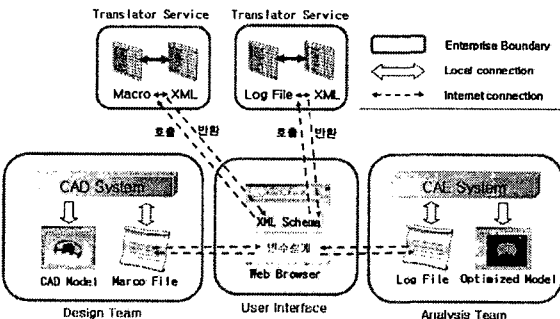 Translator Service
Translator Service
Macro XML
Log File XML
Enterprise Boundary
Local connection
Internet connection
호출 반환
호출 반환
CAD System
CAD Model
Marco File
Design Team
XML Schema
Web Browser
User Interface
CAE System
Log File
Optimized Model
Analysis Team